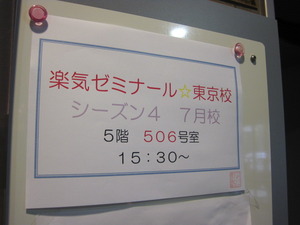 楽気ゼミナール☆東京校
シーズン４　７月校
５階　５０６号室
１５：３０～